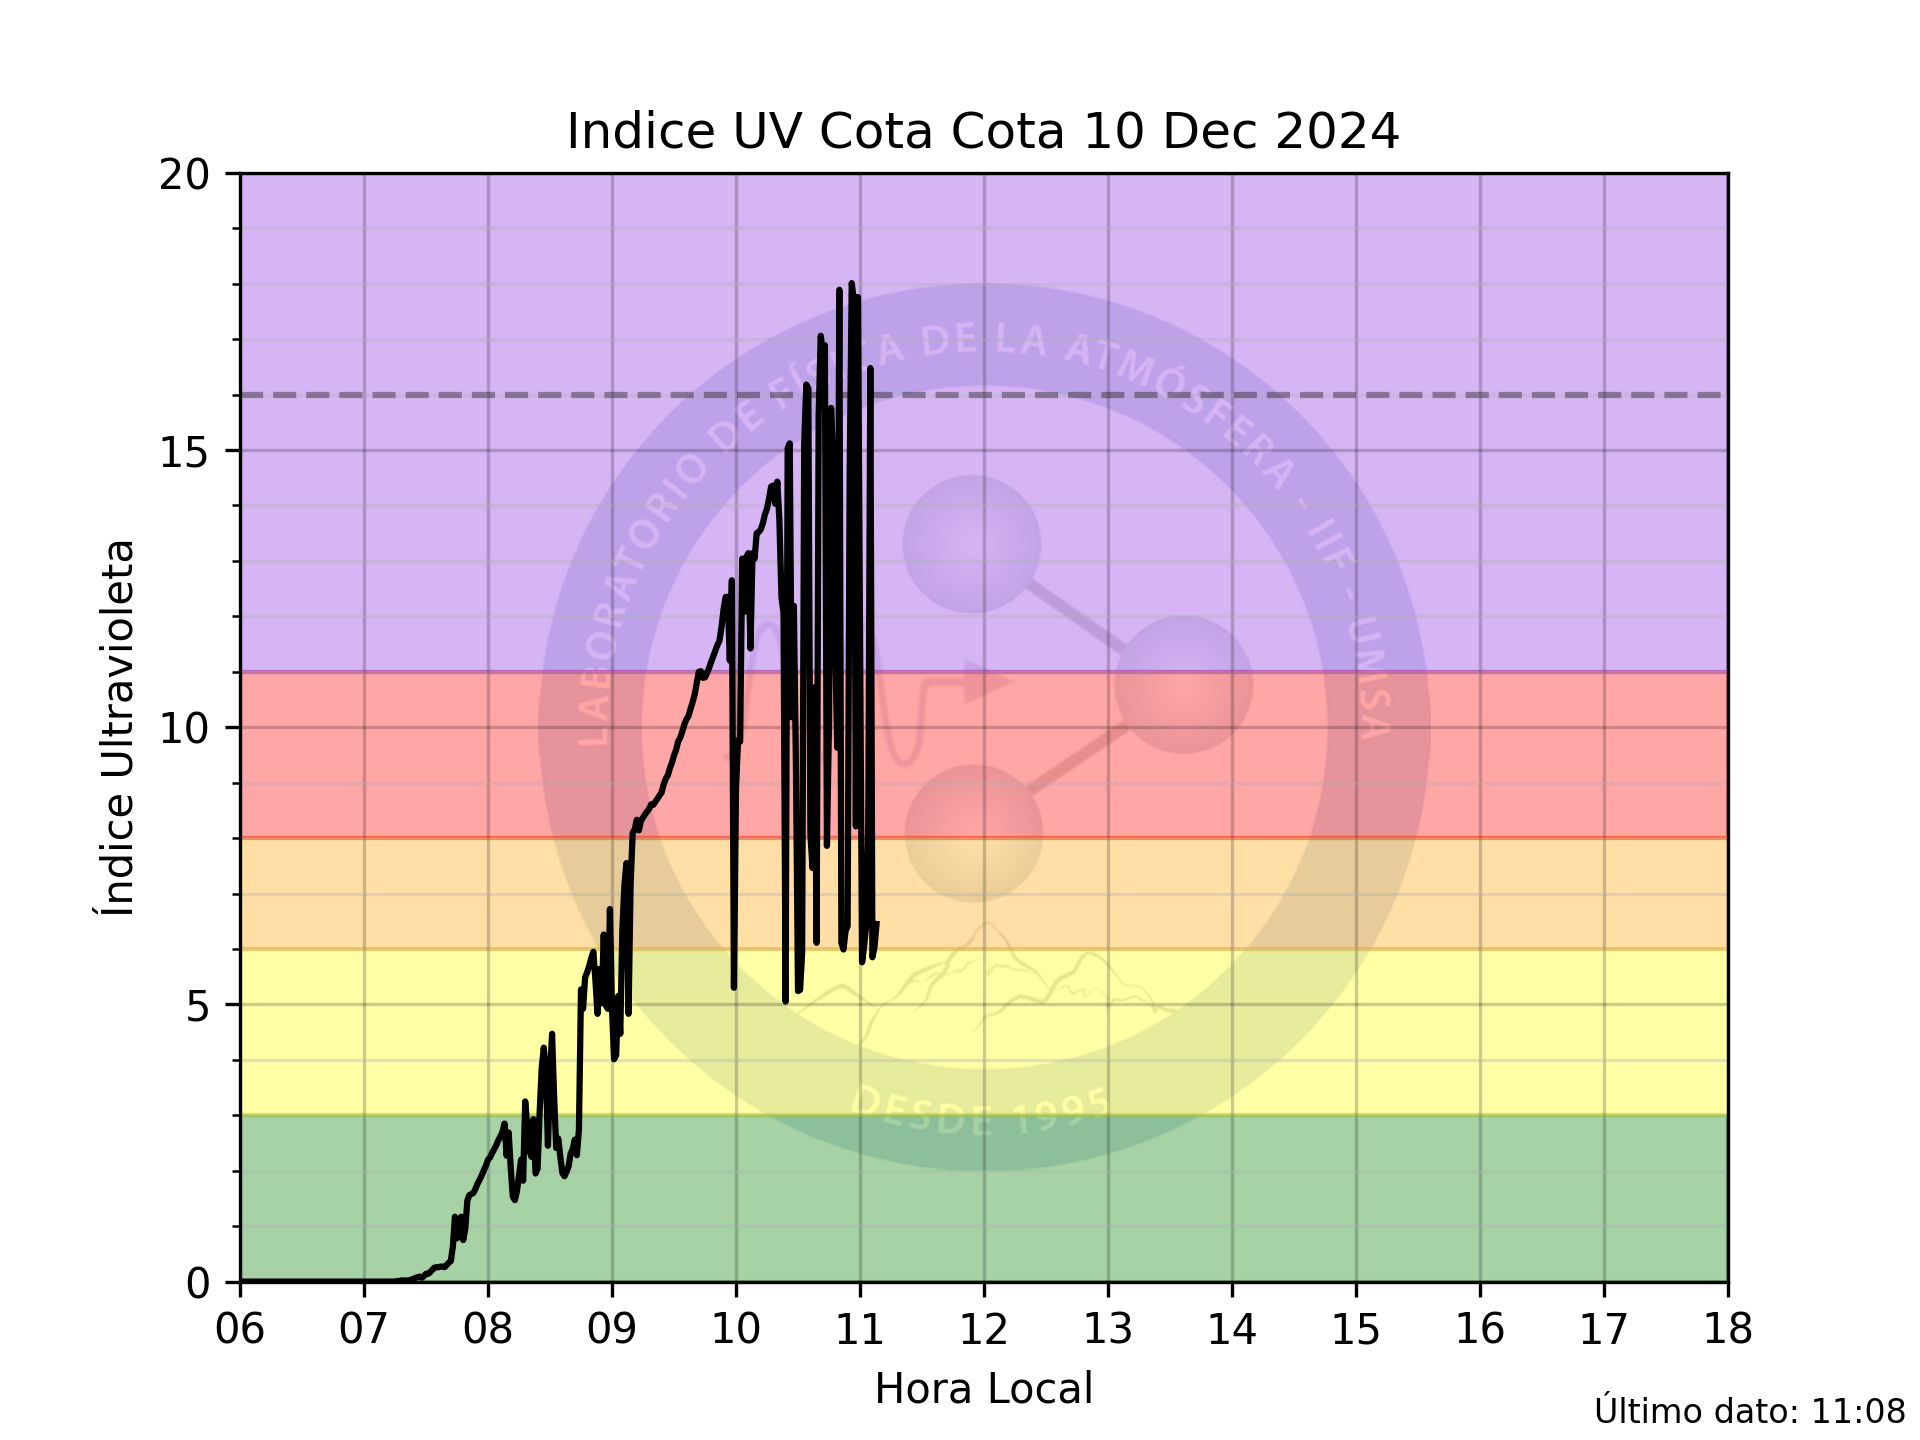 Indice UV Cota Cota 10 Dec 2024
20
15
10
5
0
Índice Ultravioleta
LABORATORIO DE FÍSICA DE LA ATMÓSFERA - IIF - UMSA
DESDE 1995
06 07 08 09 10 11 12 13 14 15 16 17 18
Hora Local
Último dato: 11:08